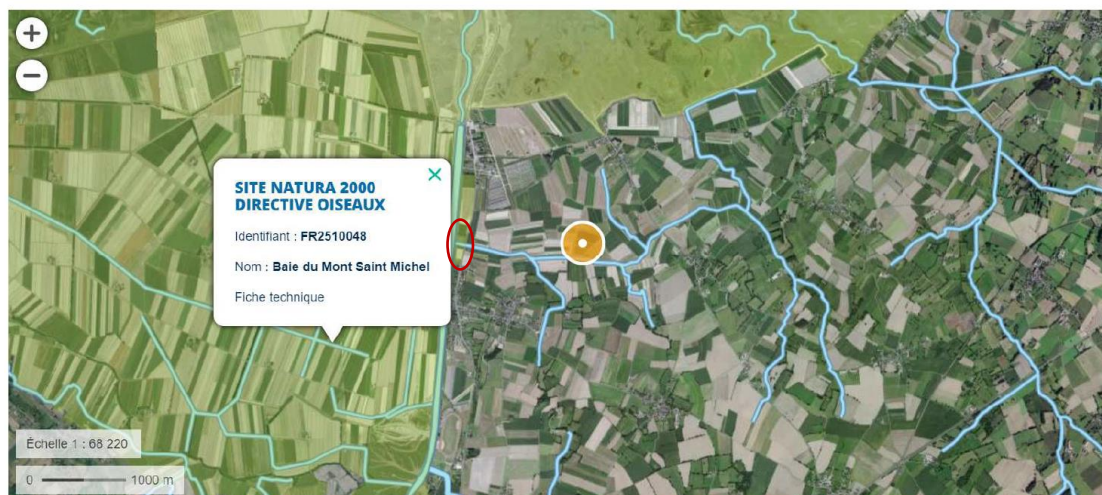 +
−
SITE NATURA 2000
DIRECTIVE OISEAUX
Identifiant : FR2510048
Nom : Baie du Mont Saint Michel
Fiche technique
Échelle 1 : 68 220
0 1000 m